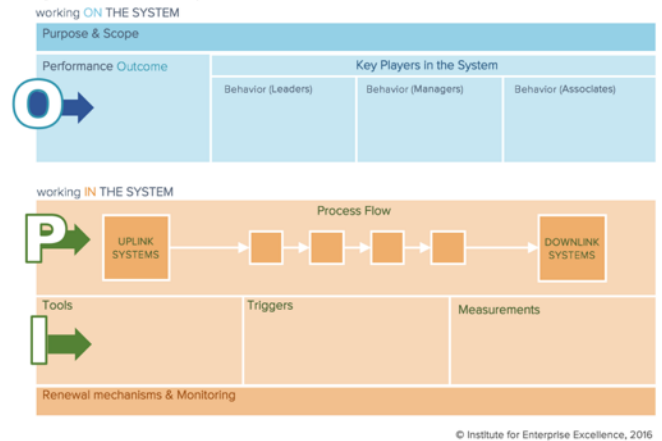 working ON THE SYSTEM
Purpose & Scope
Performance Outcome
Key Players in the System
Behavior (Leaders)
Behavior (Managers)
Behavior (Associates)
O
working IN THE SYSTEM
Process Flow
P
UPLINK
SYSTEMS
DOWNLINK
SYSTEMS
Tools
Triggers
Measurements
I
Renewal mechanisms & Monitoring
© Institute for Enterprise Excellence, 2016